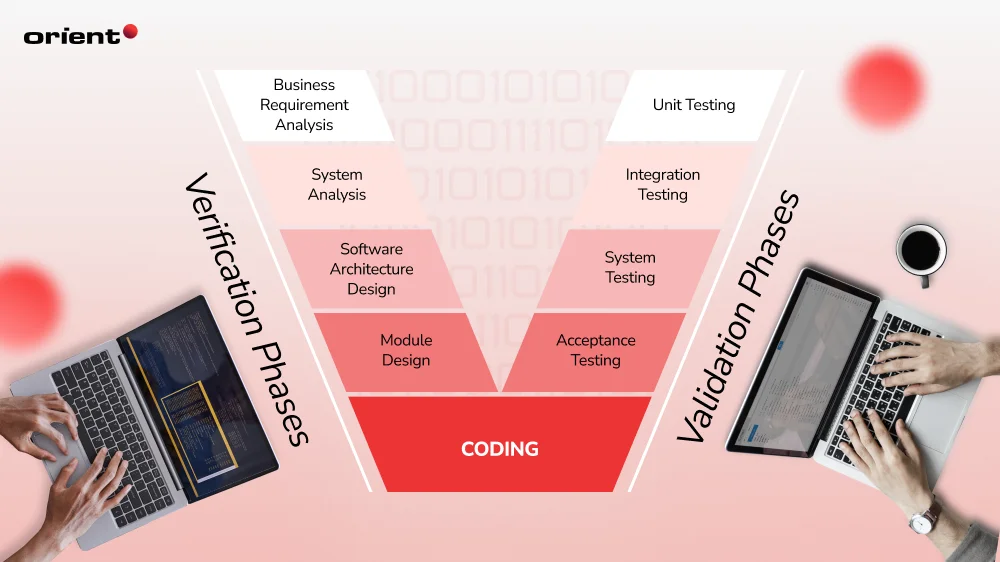 orient
Business
Requirement
Analysis
System
Analysis
Software
Architecture
Design
Module
Design
Unit Testing
Integration
Testing
System
Testing
Acceptance
Testing
CODING
Verification Phases
Validation Phases